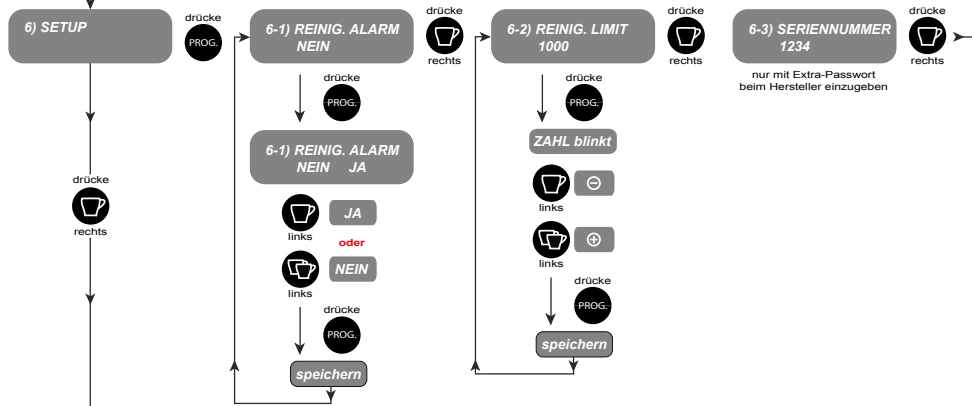 6) SETUP
drücke
PROG.
drücke
rechts
6-1) REINIG. ALARM
NEIN
drücke
rechts
drücke
PROG.
6-1) REINIG. ALARM
NEIN JA
links
JA
oder
links
NEIN
drücke
PROG.
speichern
6-2) REINIG. LIMIT
1000
drücke
rechts
drücke
PROG.
ZAHL blinkt
links
⊖
links
⊕
drücke
PROG.
speichern
6-3) SERIENNUMMER
1234
nur mit Extra-Passwort
beim Hersteller einzugeben
drücke
rechts